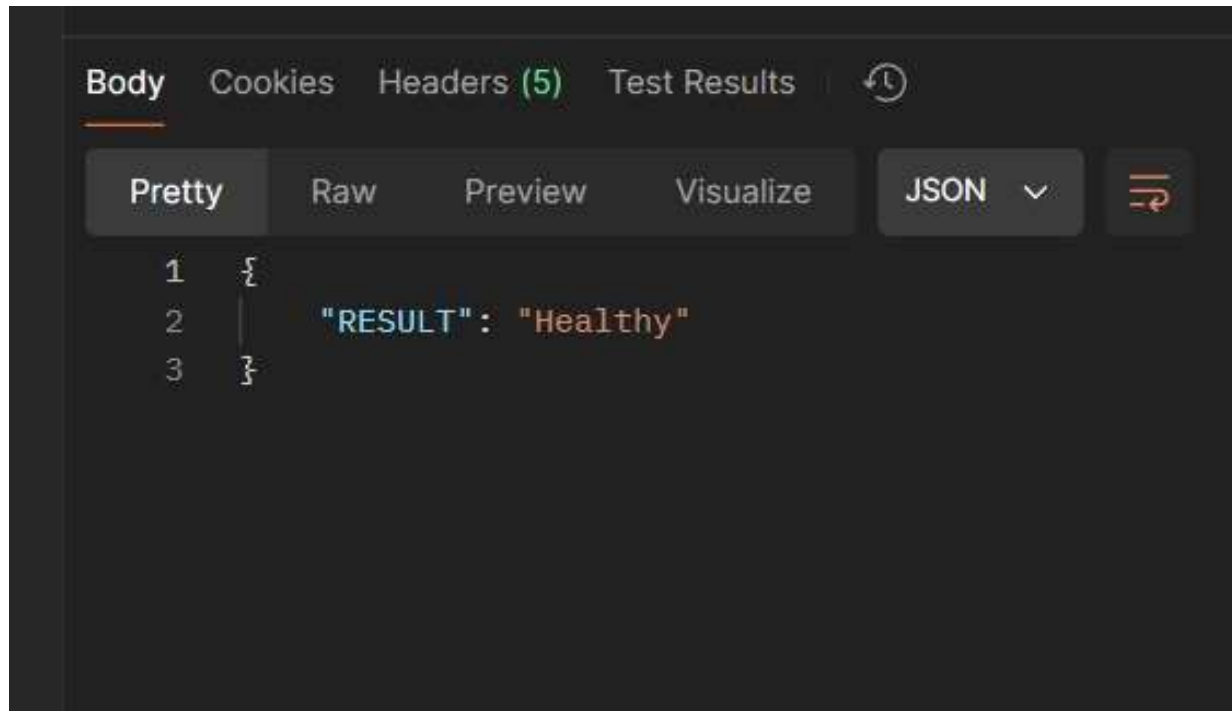 Body Cookies Headers (5) Test Results
Pretty Raw Preview Visualize JSON
1 {
2 "RESULT": "Healthy"
3 }